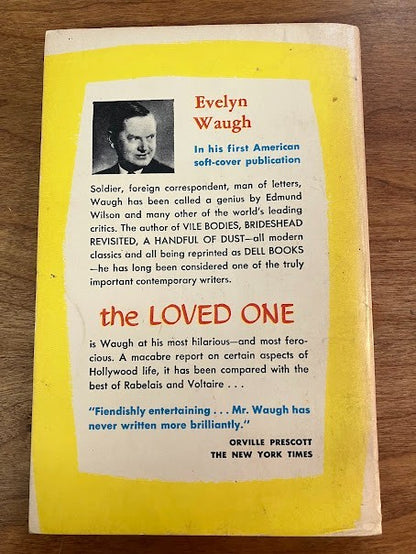 Evelyn
Waugh
In his first American
soft-cover publication
Soldier, foreign correspondent, man of letters,
Waugh has been called a genius by Edmund
Wilson and many other of the world's leading
critics. The author of VILE BODIES, BRIDESHEAD
REVISITED, A HANDFUL OF DUST—all modern
classics and all being reprinted as DELL BOOKS
—he has long been considered one of the truly
important contemporary writers.
the LOVED ONE
is Waugh at his most hilarious—and most fero-
cious. A macabre report on certain aspects of
Hollywood life, it has been compared with the
best of Rabelais and Voltaire . . .
"Fiendishly entertaining . . . Mr. Waugh has
never written more brilliantly."
ORVILLE PRESCOTT
THE NEW YORK TIMES